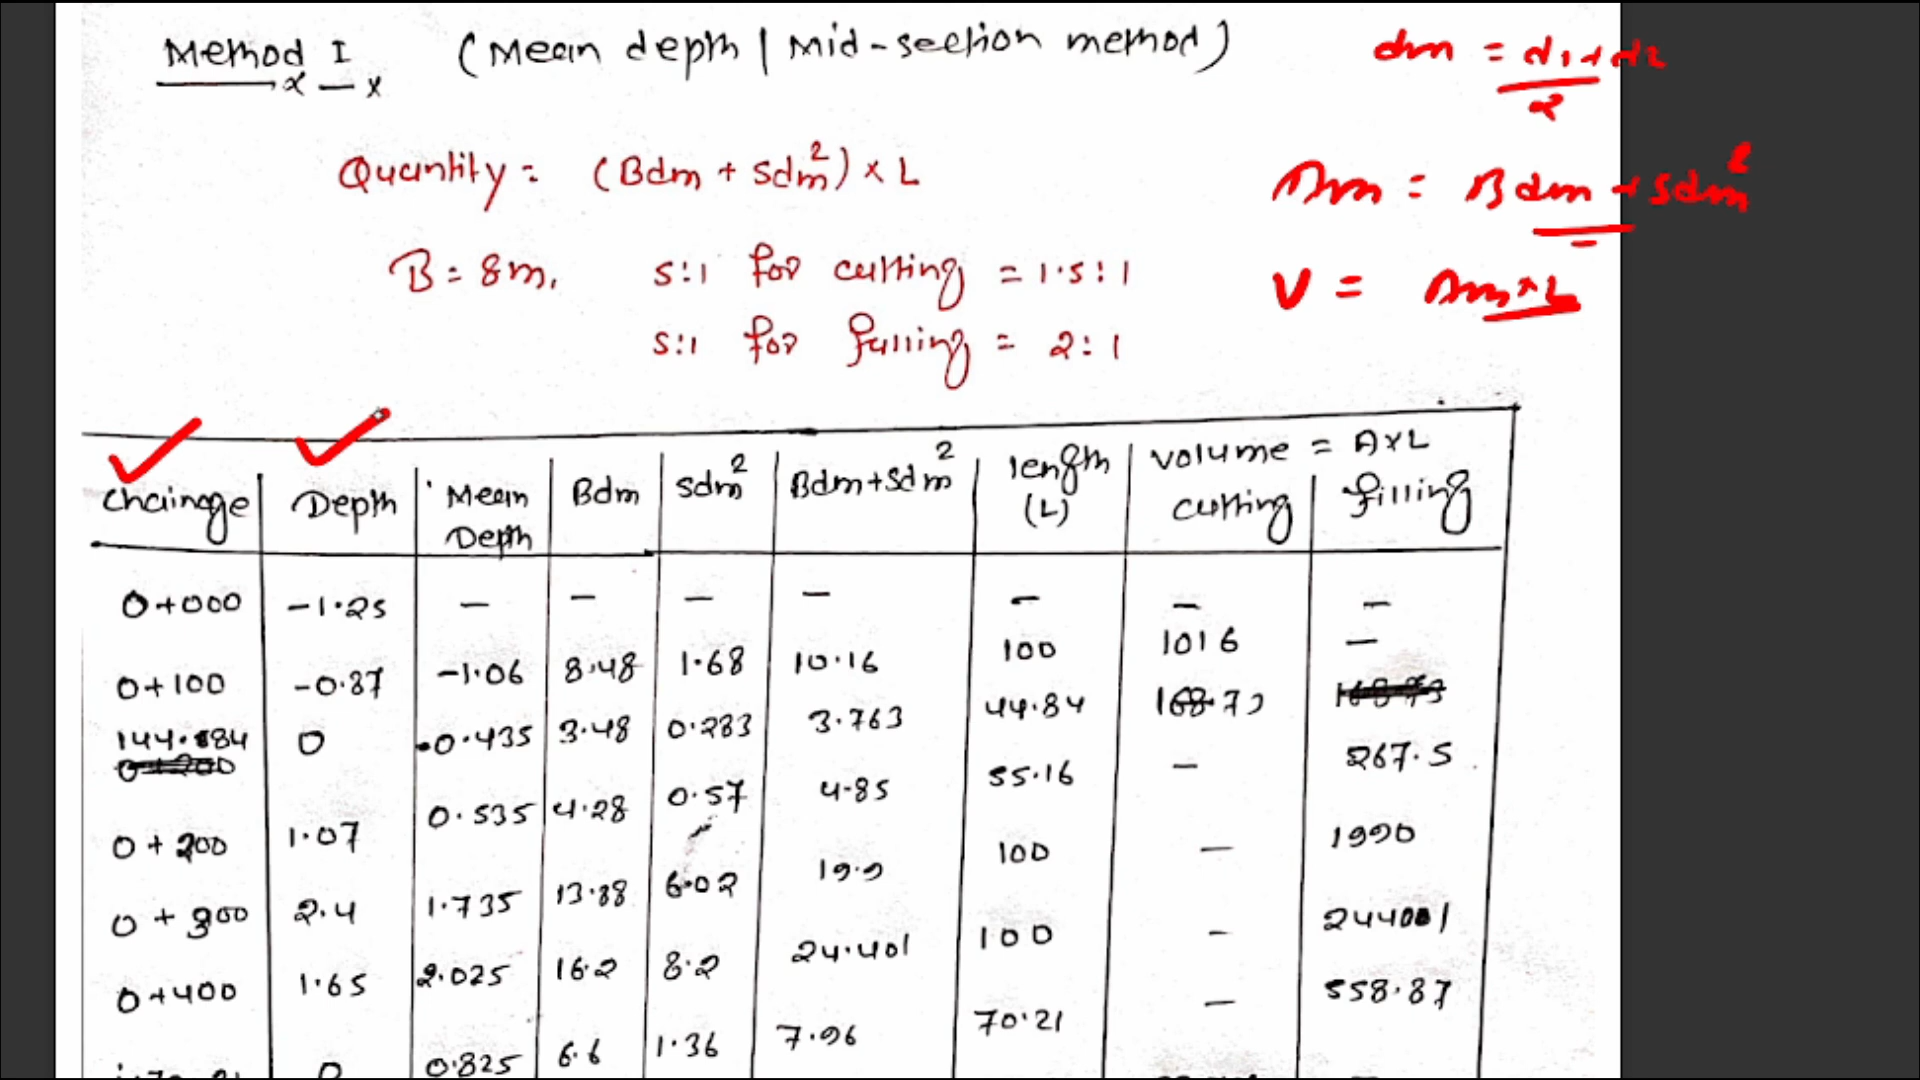 Method I (Mean depth | Mid-section method)
dm = d1+d2
2
Quantity = (Bdm + Sdm²) × L
Am = Bdm + Sdm²
B = 8m, S:1 for cutting = 1.5:1
V = Am×L
S:1 for filling = 2:1
Chainage Depth Mean Depth Bdm Sdm² Bdm+Sdm² length (L) volume = A×L cutting filling
0+000 -1.25 - - - - - - -
0+100 -0.87 -1.06 8.48 1.68 10.16 100 1016 -
0 -0.435 3.48 0.283 3.763 44.84
0+200 1.07 0.535 4.28 0.57 4.85 55.16 - 267.5
0+300 2.4 1.735 13.88 6.02 19.9 100 - 1990
0+400 1.65 2.025 16.2 8.2 24.401 100 -
0 0.825 6.6 1.36 7.96 70.21 - 558.87